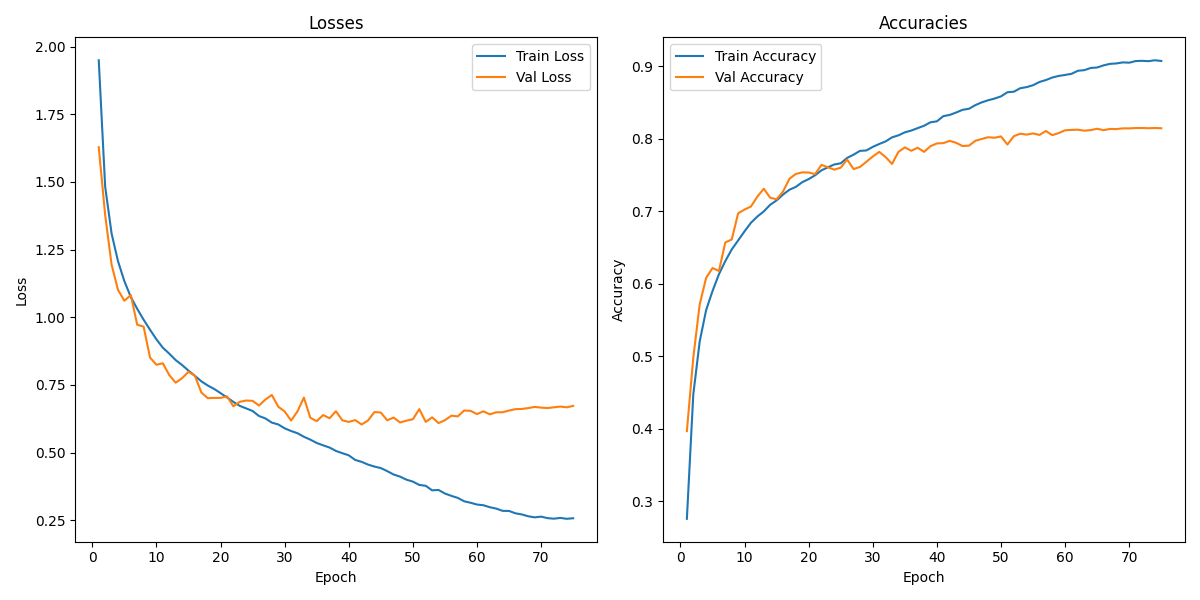 Losses
Train Loss
Val Loss
2.00
1.75
1.50
1.25
1.00
0.75
0.50
0.25
Loss
0 10 20 30 40 50 60 70
Epoch
Accuracies
Train Accuracy
Val Accuracy
0.9
0.8
0.7
0.6
0.5
0.4
0.3
Accuracy
0 10 20 30 40 50 60 70
Epoch